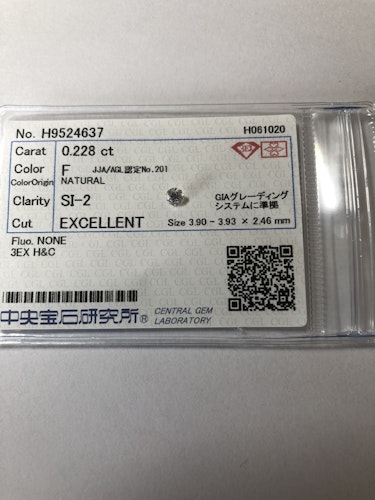 No. H9524637 H061020
Carat 0.228 ct
Color F JJA/AGL認定No.201
ColorOrigin NATURAL
Clarity SI-2 GIAグレーディング
システムに準拠
Cut EXCELLENT Size 3.90 - 3.93 × 2.46 mm
Fluo. NONE
3EX H&C
中央宝石研究所® CENTRAL GEM
LABORATORY